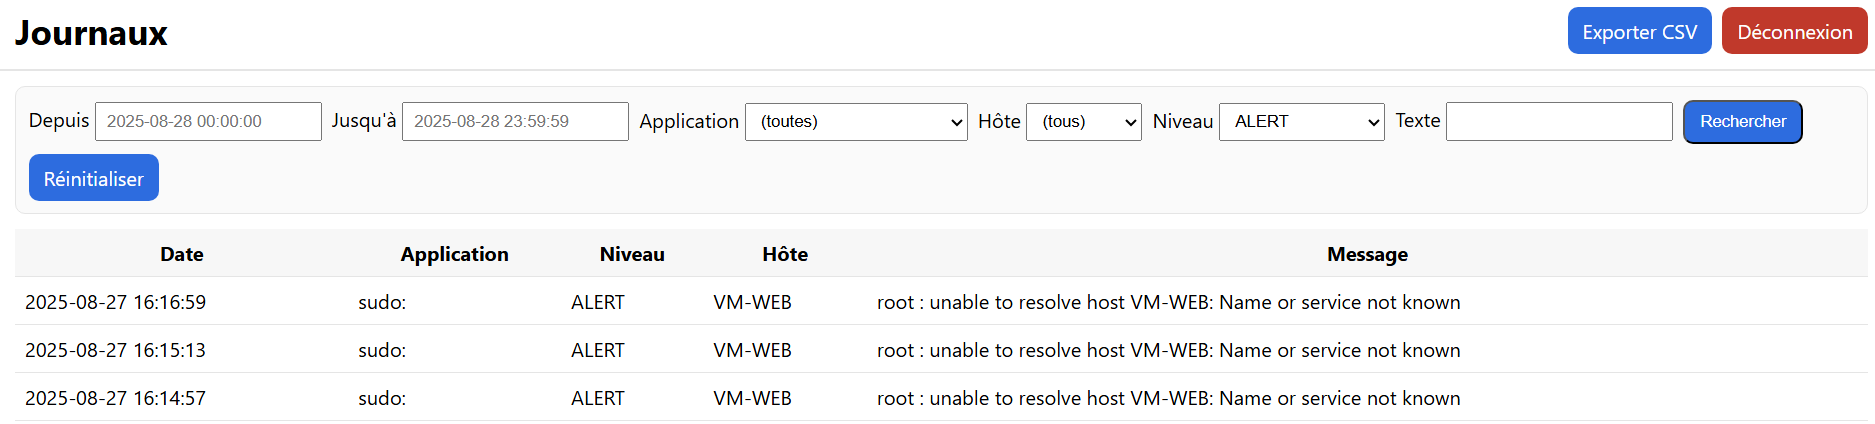 Journaux Exporter CSV Déconnexion
Depuis 2025-08-28 00:00:00 Jusqu'à 2025-08-28 23:59:59 Application (toutes) Hôte (tous) Niveau ALERT Texte Rechercher
Réinitialiser
Date Application Niveau Hôte Message
2025-08-27 16:16:59 sudo: ALERT VM-WEB root : unable to resolve host VM-WEB: Name or service not known
2025-08-27 16:15:13 sudo: ALERT VM-WEB root : unable to resolve host VM-WEB: Name or service not known
2025-08-27 16:14:57 sudo: ALERT VM-WEB root : unable to resolve host VM-WEB: Name or service not known